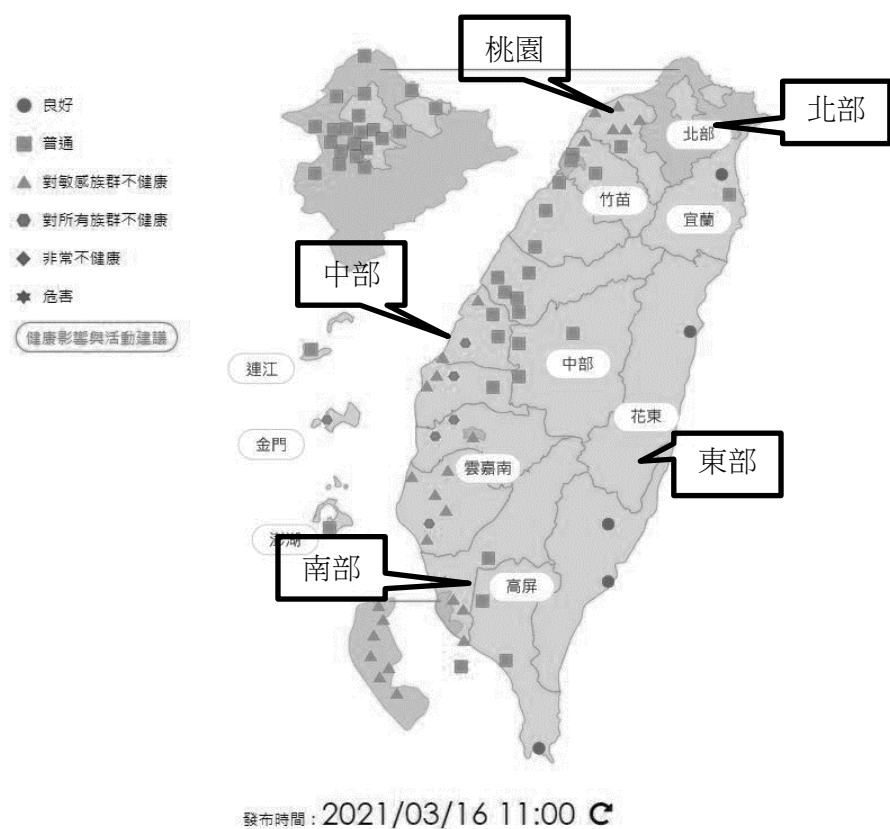 桃園
北部
良好
普通
對敏感族群不健康
對所有族群不健康
非常不健康
危害
健康影響與活動建議
北部
竹苗
宜蘭
中部
連江
中部
花東
金門
雲嘉南
東部
澎湖
南部
高屏
發布時間：2021/03/16 11:00